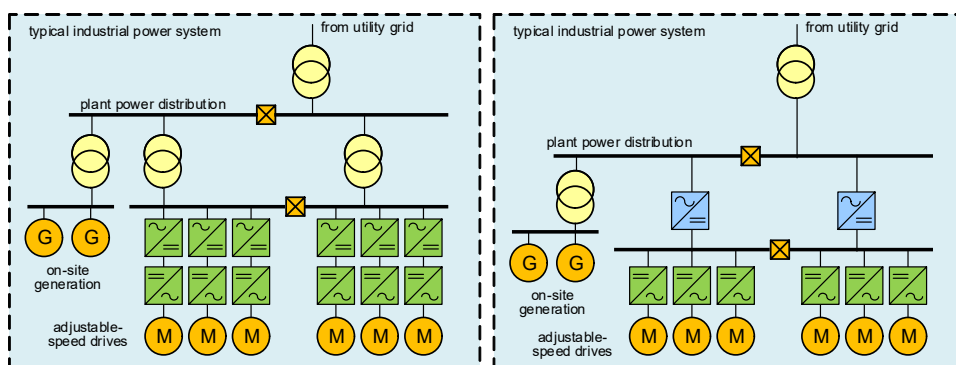 typical industrial power system
from utility grid
plant power distribution
G
G
on-site
generation
adjustable-
speed drives
M
M
M
M
M
M
typical industrial power system
from utility grid
plant power distribution
G
G
on-site
generation
adjustable-
speed drives
M
M
M
M
M
M